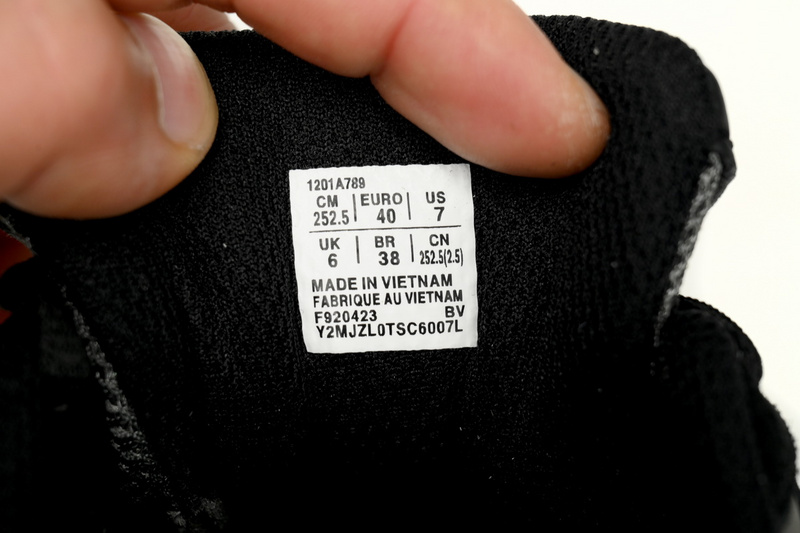 1201A789
CM | EURO | US
252.5 | 40 | 7
UK | BR | CN
6 | 38 | 252.5(2.5)
MADE IN VIETNAM
FABRIQUE AU VIETNAM
F920423 BV
Y2MJZL0TSC6007L